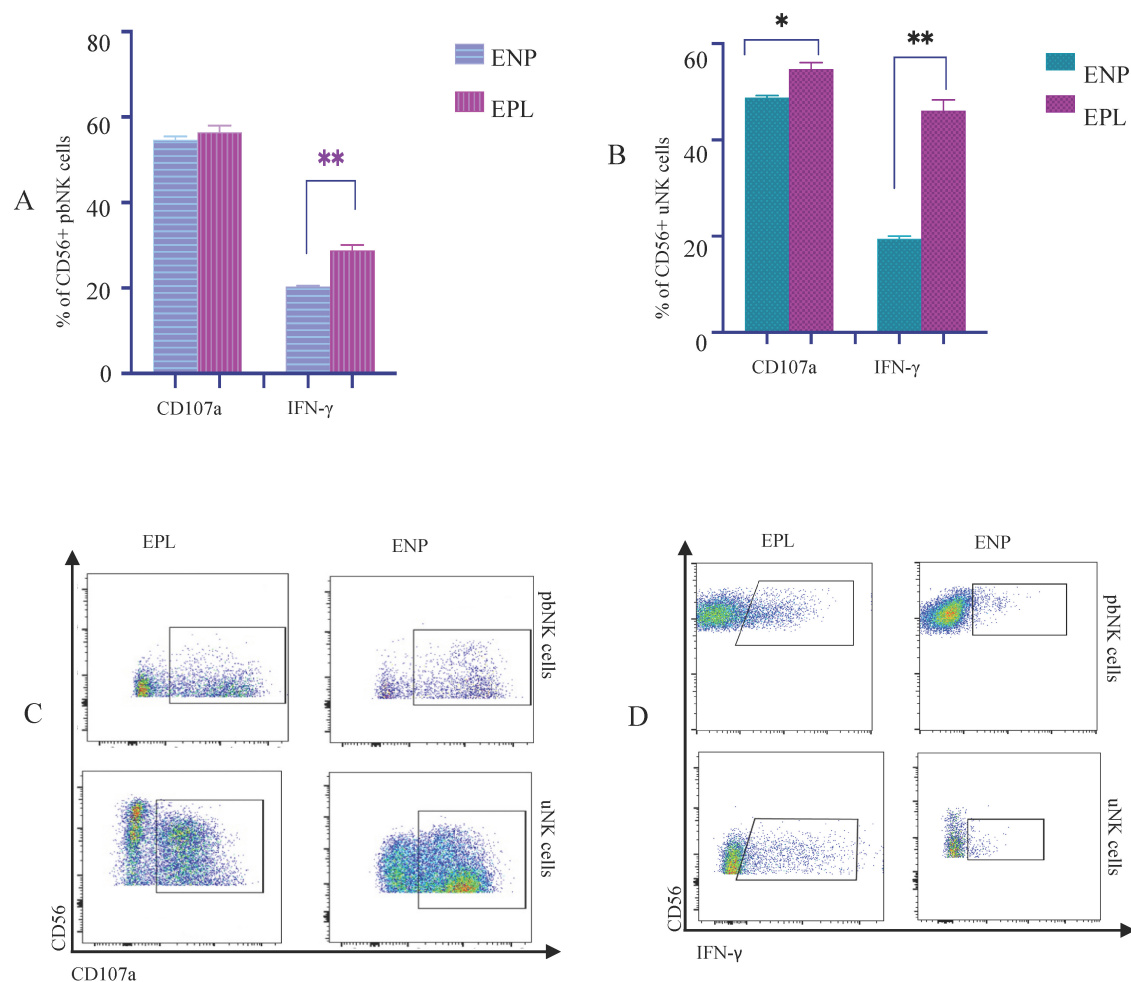 A
% of CD56+ pbNK cells
80
60
40
20
0
**
ENP
EPL
CD107a
IFN-γ
B
% of CD56+ uNK cells
60
40
20
0
*
**
ENP
EPL
CD107a
IFN-γ
C
EPL
ENP
pbNK cells
uNK cells
CD56
CD107a
D
EPL
ENP
pbNK cells
uNK cells
CD56
IFN-γ